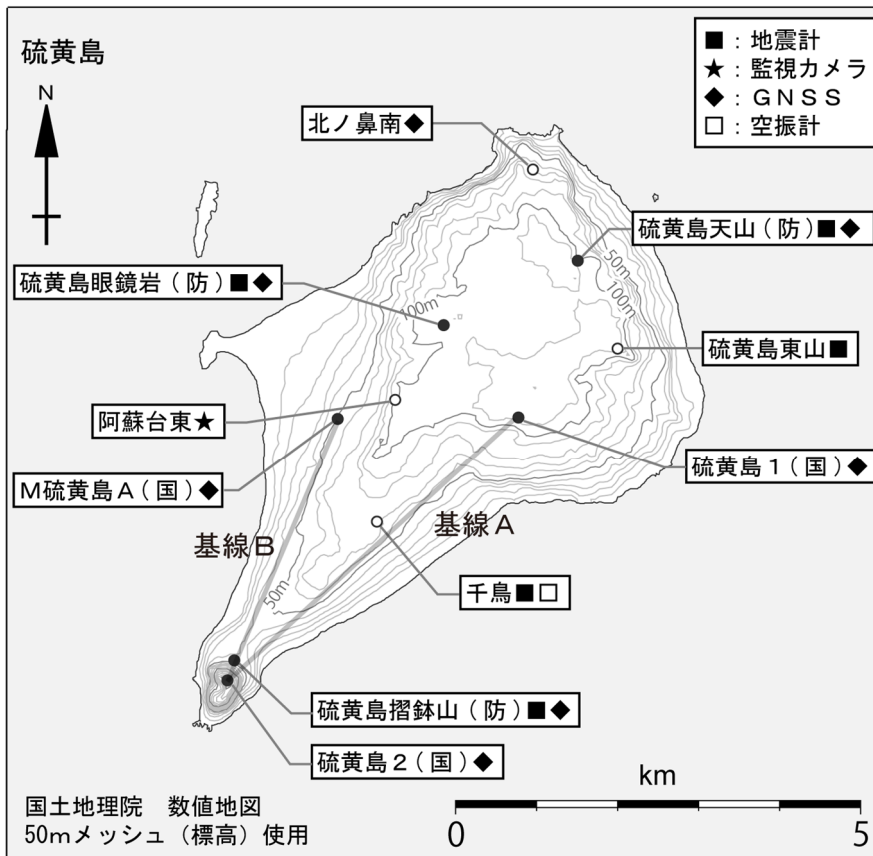 硫黄島
N
■：地震計
★：監視カメラ
◆：ＧＮＳＳ
□：空振計
北ノ鼻南◆
硫黄島天山（防）■◆
50m
100m
硫黄島眼鏡岩（防）■◆
100m
硫黄島東山■
阿蘇台東★
硫黄島１（国）◆
Ｍ硫黄島Ａ（国）◆
基線Ａ
基線Ｂ
50m
千鳥■□
硫黄島摺鉢山（防）■◆
硫黄島２（国）◆
km
国土地理院　数値地図
50mメッシュ（標高）使用
0
5